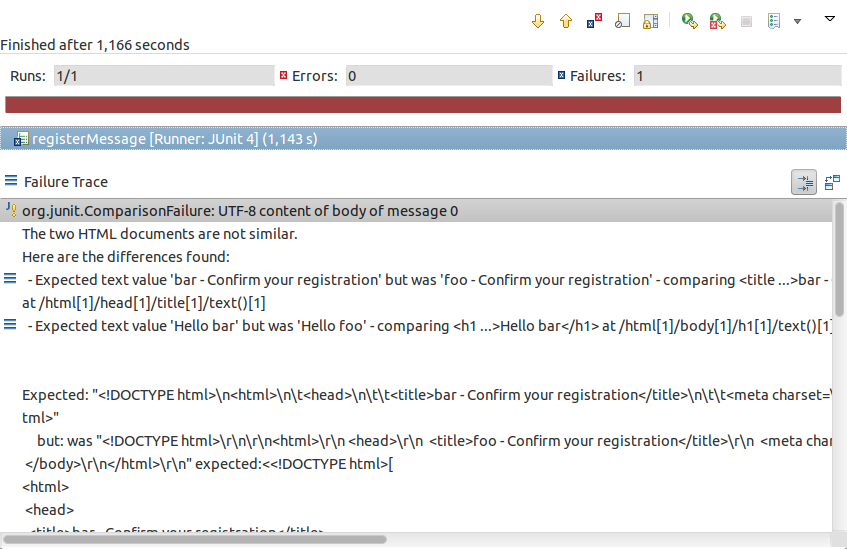 Finished after 1,166 seconds
Runs: 1/1 Errors: 0 Failures: 1
registerMessage [Runner: JUnit 4] (1,143 s)
Failure Trace
org.junit.ComparisonFailure: UTF-8 content of body of message 0
The two HTML documents are not similar.
Here are the differences found:
- Expected text value 'bar - Confirm your registration' but was 'foo - Confirm your registration' - comparing <title ...>bar -
at /html[1]/head[1]/title[1]/text()[1]
- Expected text value 'Hello bar' but was 'Hello foo' - comparing <h1 ...>Hello bar</h1> at /html[1]/body[1]/h1[1]/text()[1]
Expected: "<!DOCTYPE html>\n<html>\n\t<head>\n\t\t<title>bar - Confirm your registration</title>\n\t\t<meta charset=\
tml>"
but: was "<!DOCTYPE html>\r\n\r\n<html>\r\n <head>\r\n  <title>foo - Confirm your registration</title>\r\n  <meta char
</body>\r\n</html>\r\n" expected:<<!DOCTYPE html>[
<html>
<head>
<title>bar - Confirm your registration</title>